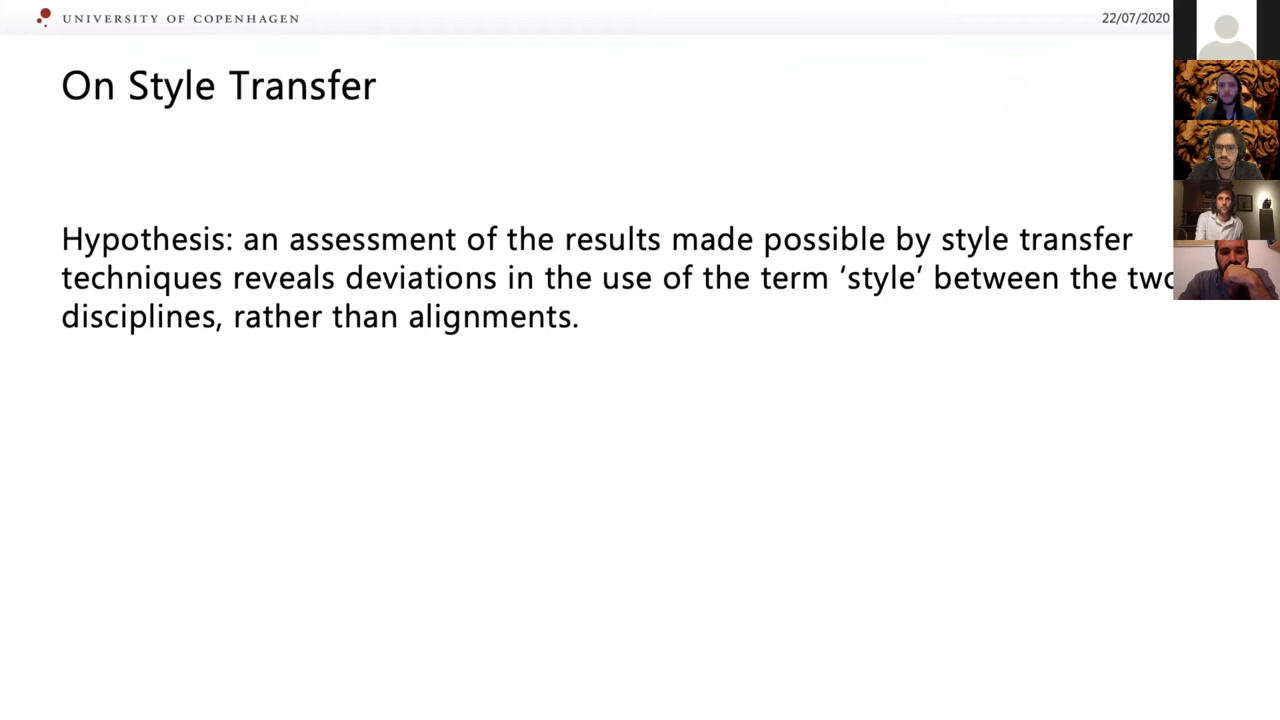 UNIVERSITY OF COPENHAGEN
22/07/2020
On Style Transfer
Hypothesis: an assessment of the results made possible by style transfer
techniques reveals deviations in the use of the term ‘style’ between the two
disciplines, rather than alignments.